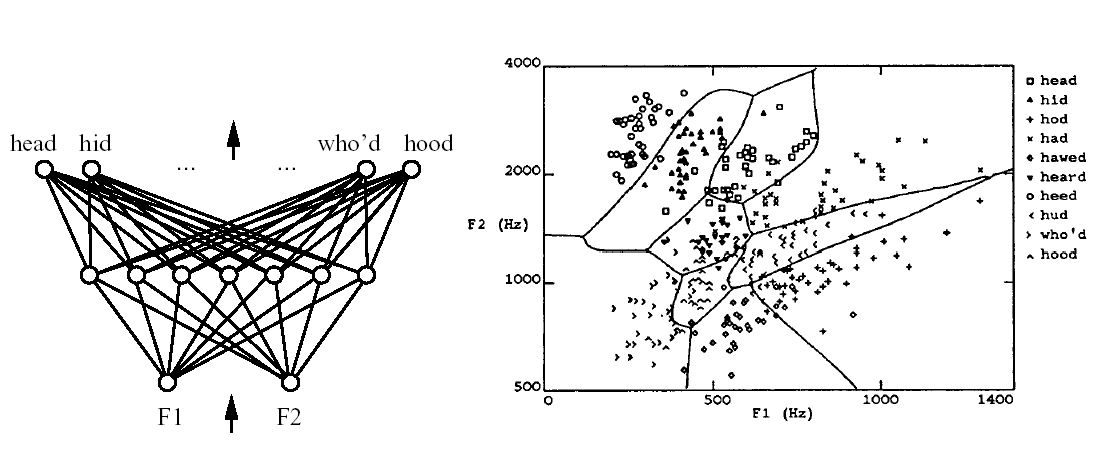 head hid ... ... who'd hood
F1 F2
4000
2000
F2 (Hz)
1000
500
0 500 1000 1400
F1 (Hz)
head
hid
hod
had
hawed
heard
heed
hud
who'd
hood